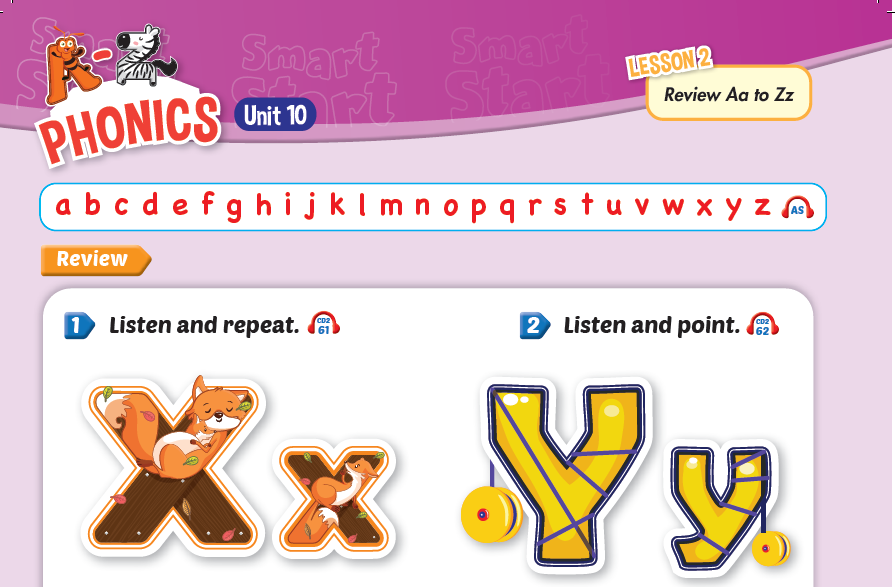 Smart Start
Smart Start
Smart Start
A-Z
PHONICS
Unit 10
LESSON 2
Review Aa to Zz
a b c d e f g h i j k l m n o p q r s t u v w x y z AS
Review
1 Listen and repeat. CD2 61
2 Listen and point. CD2 62
X x
Y y